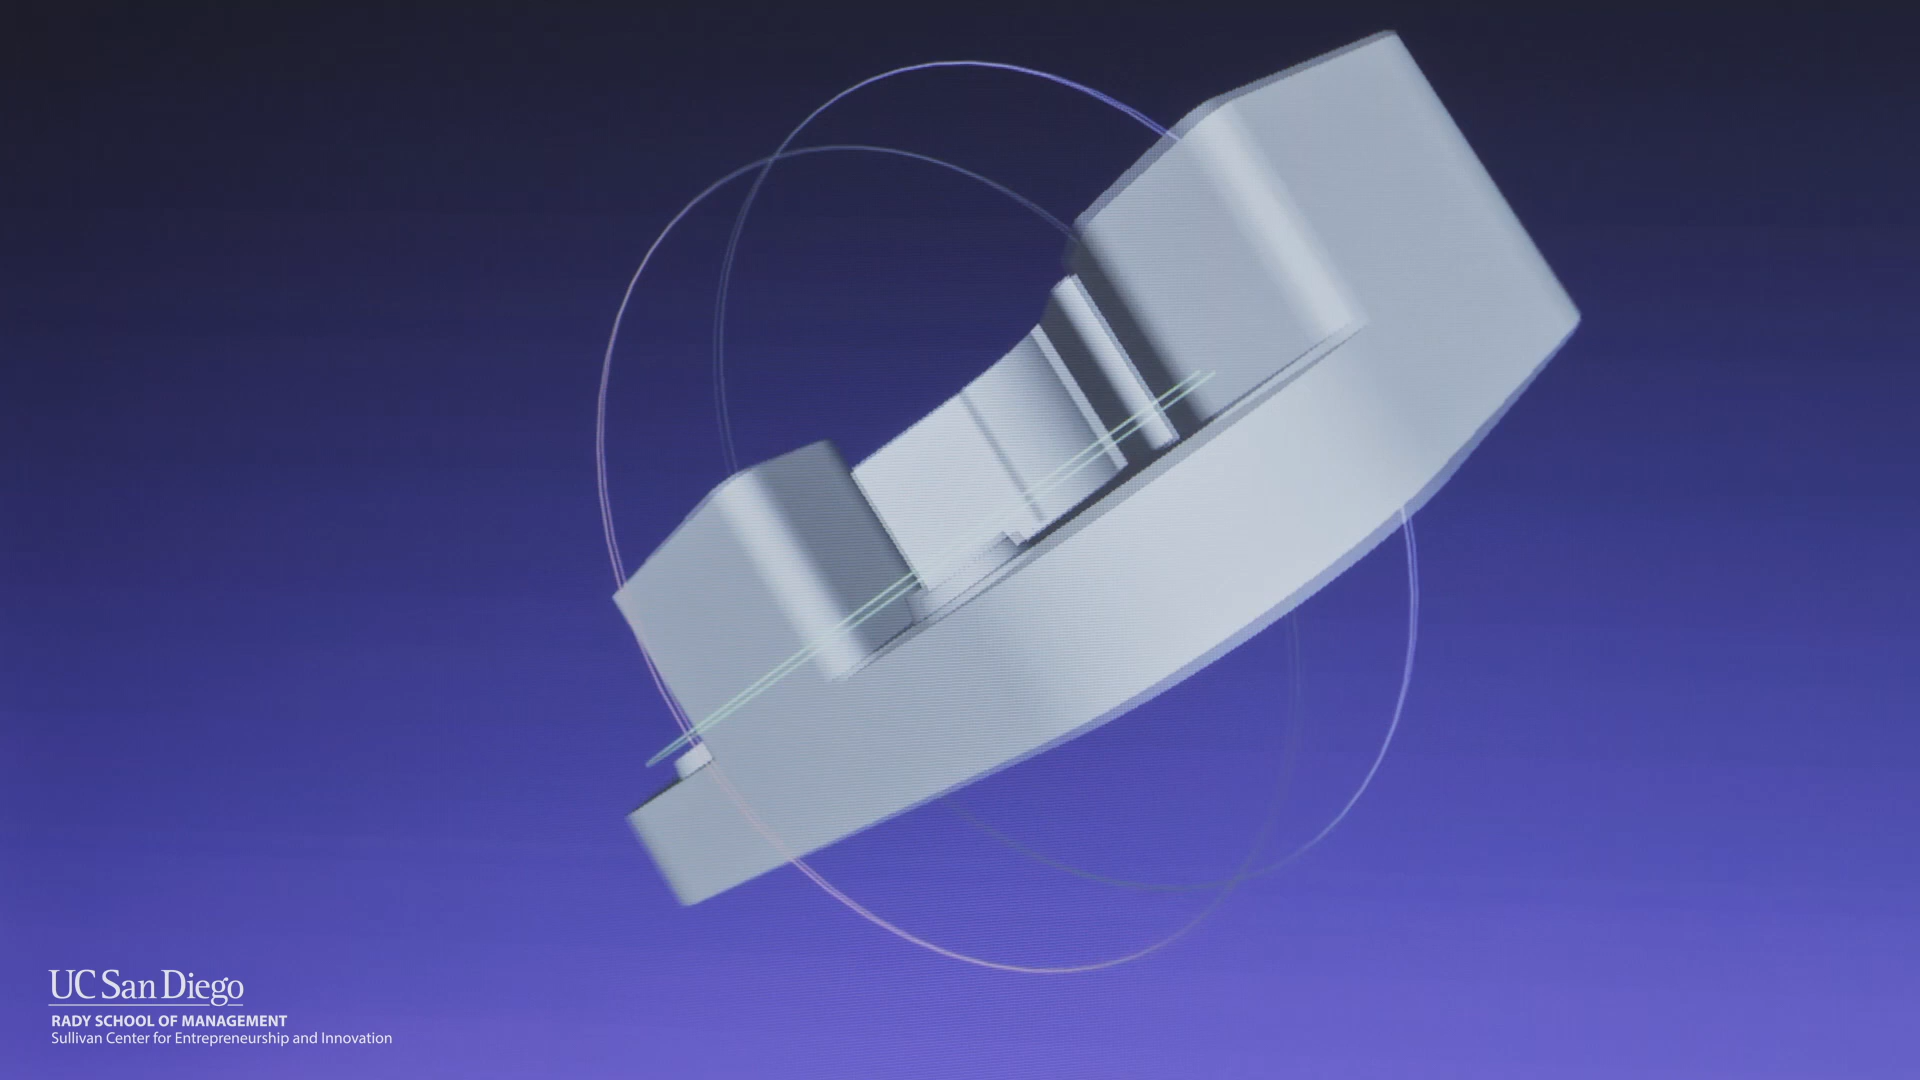 UC San Diego
RADY SCHOOL OF MANAGEMENT
Sullivan Center for Entrepreneurship and Innovation